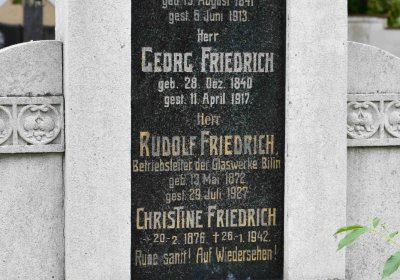 geb. 15. August 1841
gest. 6. Juni 1913.
Herr
GEORG FRIEDRICH
geb. 28. Dez. 1840
gest. 11. April 1917.
Herr
RUDOLF FRIEDRICH,
Betriebsleiter der Glaswerke Bilin
geb. 13. Mai 1872
gest. 29. Juli 1927.
CHRISTINE FRIEDRICH
20.-2. 1876. † 26.-1. 1942.
Ruhe sanft! Auf Wiedersehen!